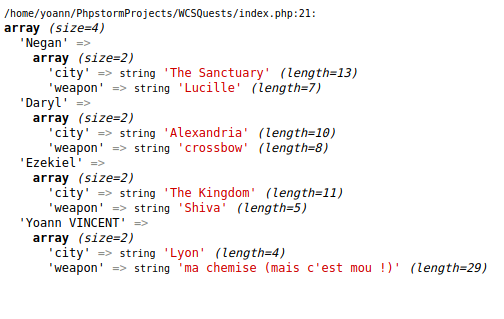 /home/yoann/PhpstormProjects/WCSQuests/index.php:21:
array (size=4)
  'Negan' =>
    array (size=2)
      'city' => string 'The Sanctuary' (length=13)
      'weapon' => string 'Lucille' (length=7)
  'Daryl' =>
    array (size=2)
      'city' => string 'Alexandria' (length=10)
      'weapon' => string 'crossbow' (length=8)
  'Ezekiel' =>
    array (size=2)
      'city' => string 'The Kingdom' (length=11)
      'weapon' => string 'Shiva' (length=5)
  'Yoann VINCENT' =>
    array (size=2)
      'city' => string 'Lyon' (length=4)
      'weapon' => string 'ma chemise (mais c'est mou !)' (length=29)